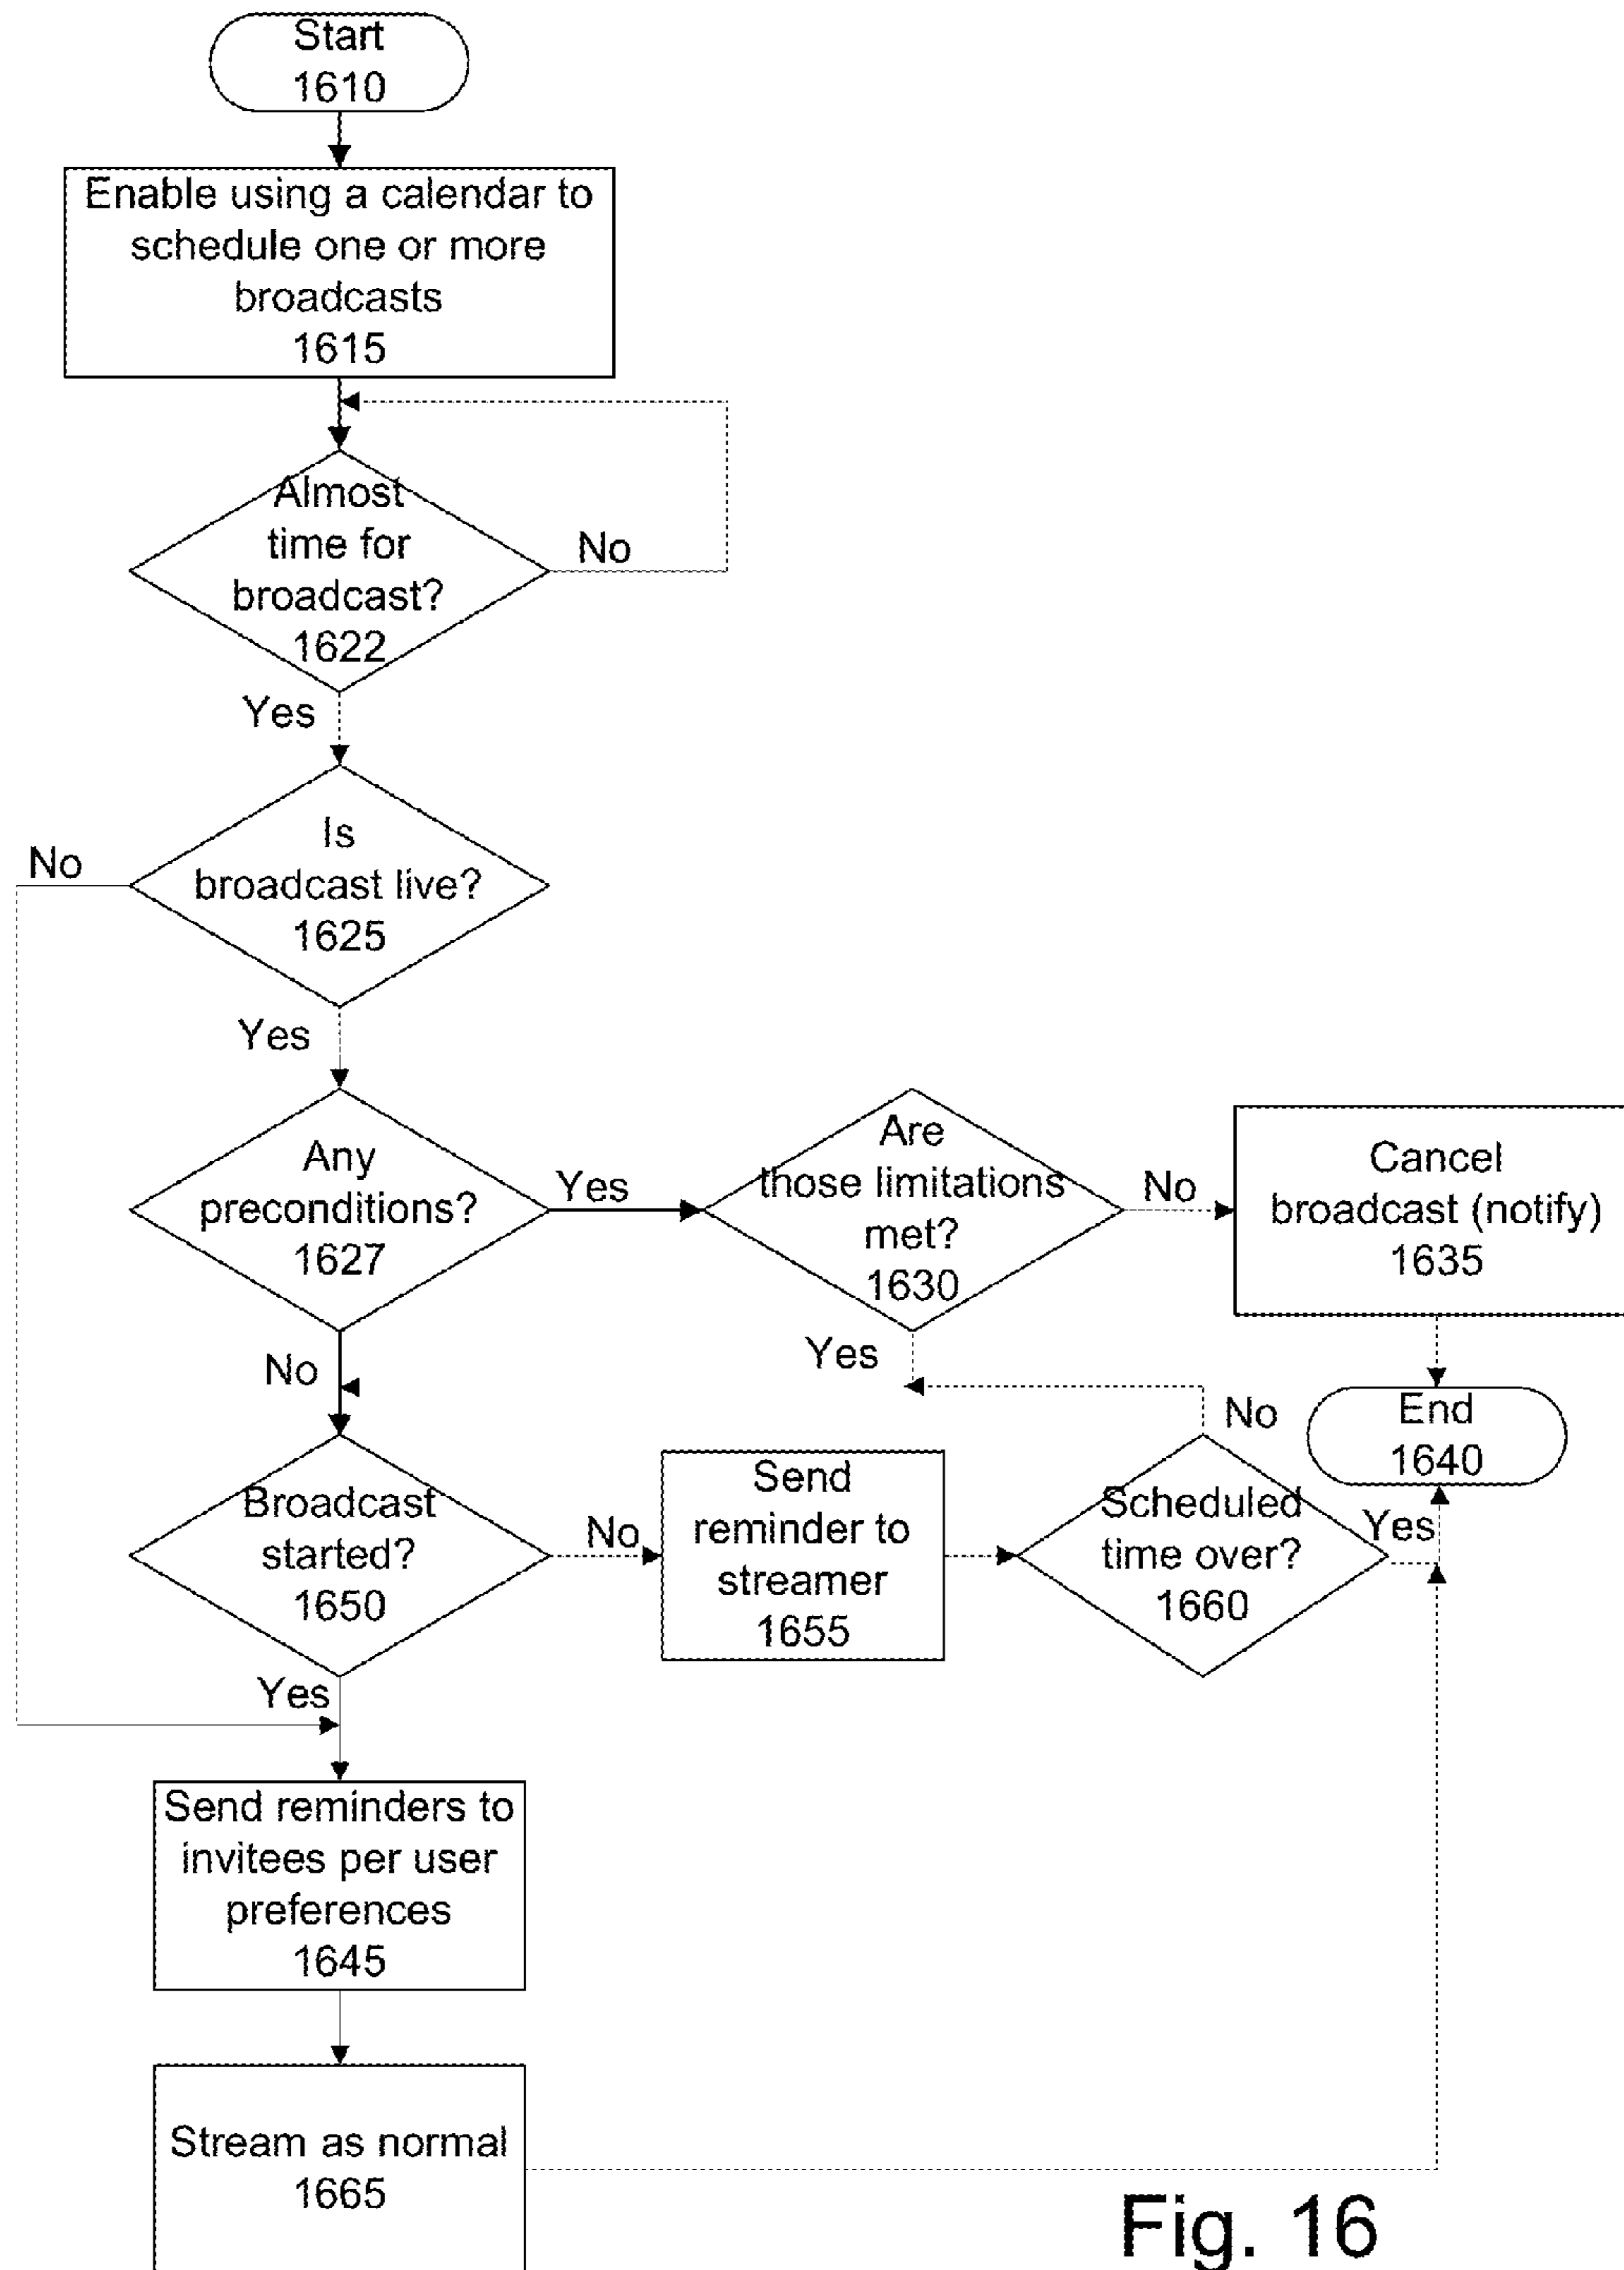 Start
1610
Enable using a calendar to
schedule one or more
broadcasts
1615
Almost
time for
broadcast?
1622
No
Yes
Is
broadcast live?
1625
No
Yes
Any
preconditions?
1627
Yes
Are
those limitations
met?
1630
No
Cancel
broadcast (notify)
1635
Yes
No
No
End
1640
Broadcast
started?
1650
No
Send
reminder to
streamer
1655
Scheduled
time over?
1660
Yes
Yes
Send reminders to
invitees per user
preferences
1645
Stream as normal
1665
Fig. 16